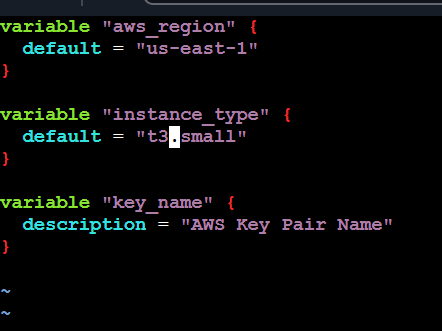 variable "aws_region" {
  default = "us-east-1"
}

variable "instance_type" {
  default = "t3.small"
}

variable "key_name" {
  description = "AWS Key Pair Name"
}

~
~